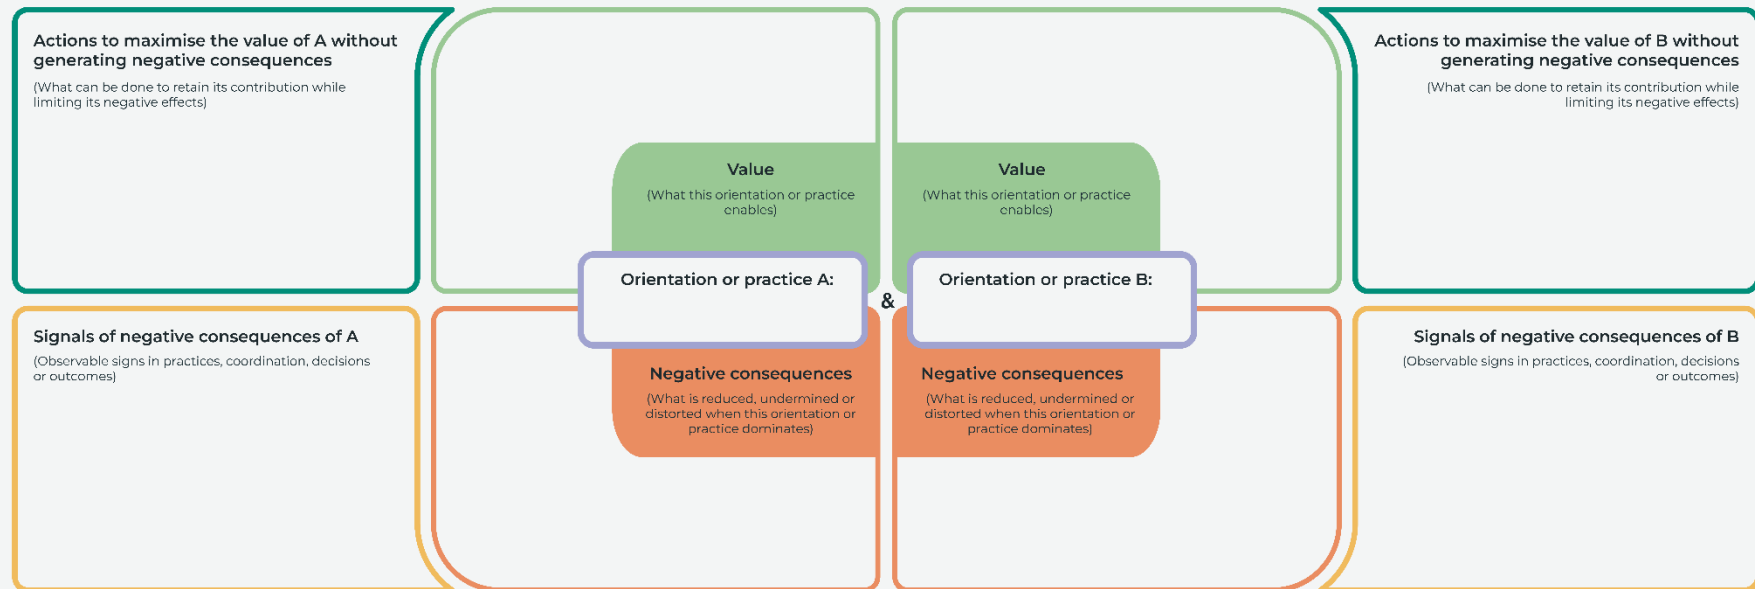 Actions to maximise the value of A without
generating negative consequences
(What can be done to retain its contribution while
limiting its negative effects)
Actions to maximise the value of B without
generating negative consequences
(What can be done to retain its contribution while
limiting its negative effects)
Value
(What this orientation or practice
enables)
Value
(What this orientation or practice
enables)
Orientation or practice A:
&
Orientation or practice B:
Signals of negative consequences of A
(Observable signs in practices, coordination, decisions
or outcomes)
Negative consequences
(What is reduced, undermined or
distorted when this orientation or
practice dominates)
Negative consequences
(What is reduced, undermined or
distorted when this orientation or
practice dominates)
Signals of negative consequences of B
(Observable signs in practices, coordination, decisions
or outcomes)